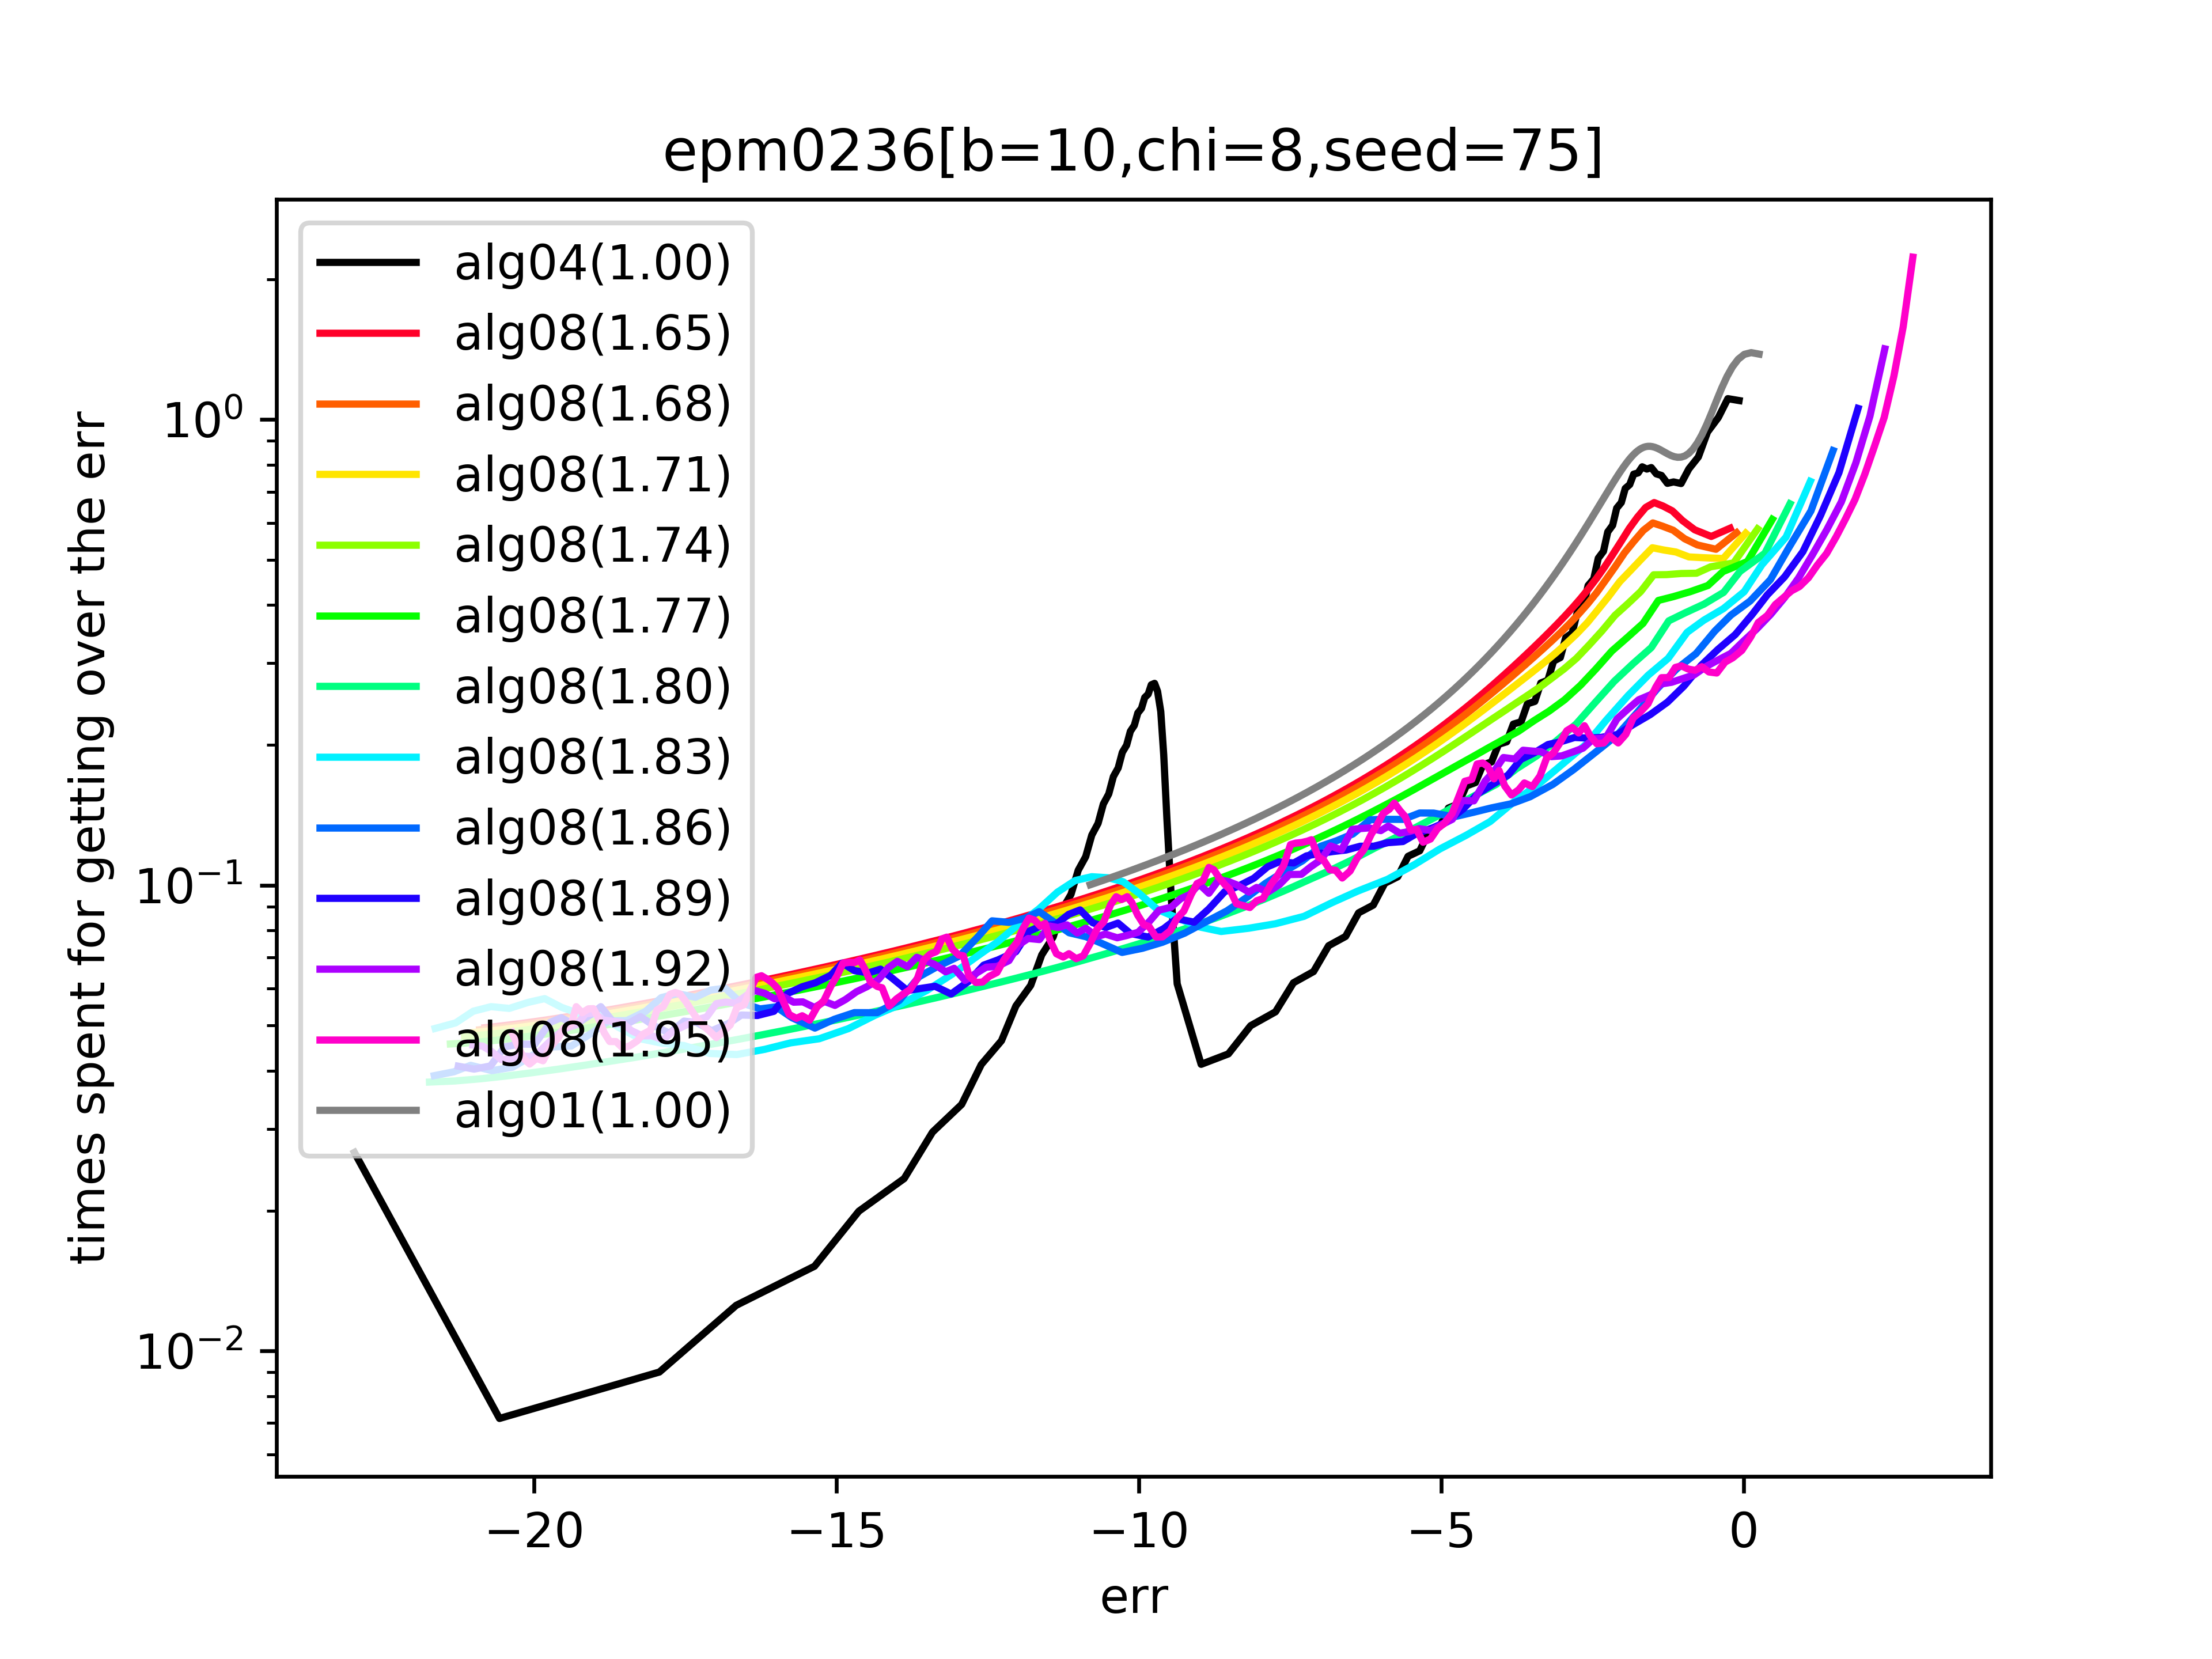 epm0236[b=10,chi=8,seed=75]
times spent for getting over the err
10⁰
10⁻¹
10⁻²
alg04(1.00)
alg08(1.65)
alg08(1.68)
alg08(1.71)
alg08(1.74)
alg08(1.77)
alg08(1.80)
alg08(1.83)
alg08(1.86)
alg08(1.89)
alg08(1.92)
alg08(1.95)
alg01(1.00)
−20 −15 −10 −5 0
err